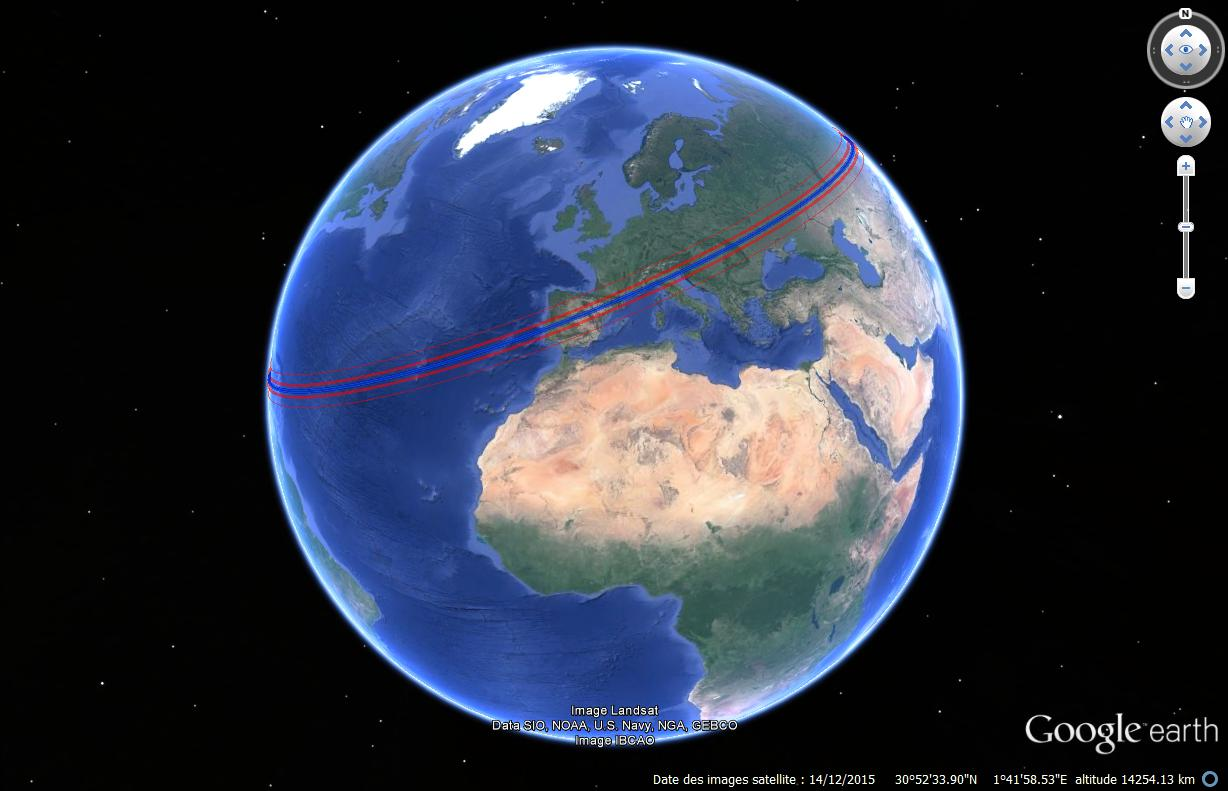 N
Image Landsat
Data SIO, NOAA, U.S. Navy, NGA, GEBCO
Image IBCAO
Google earth
Date des images satellite : 14/12/2015 30°52'33.90"N 1°41'58.53"E altitude 14254.13 km